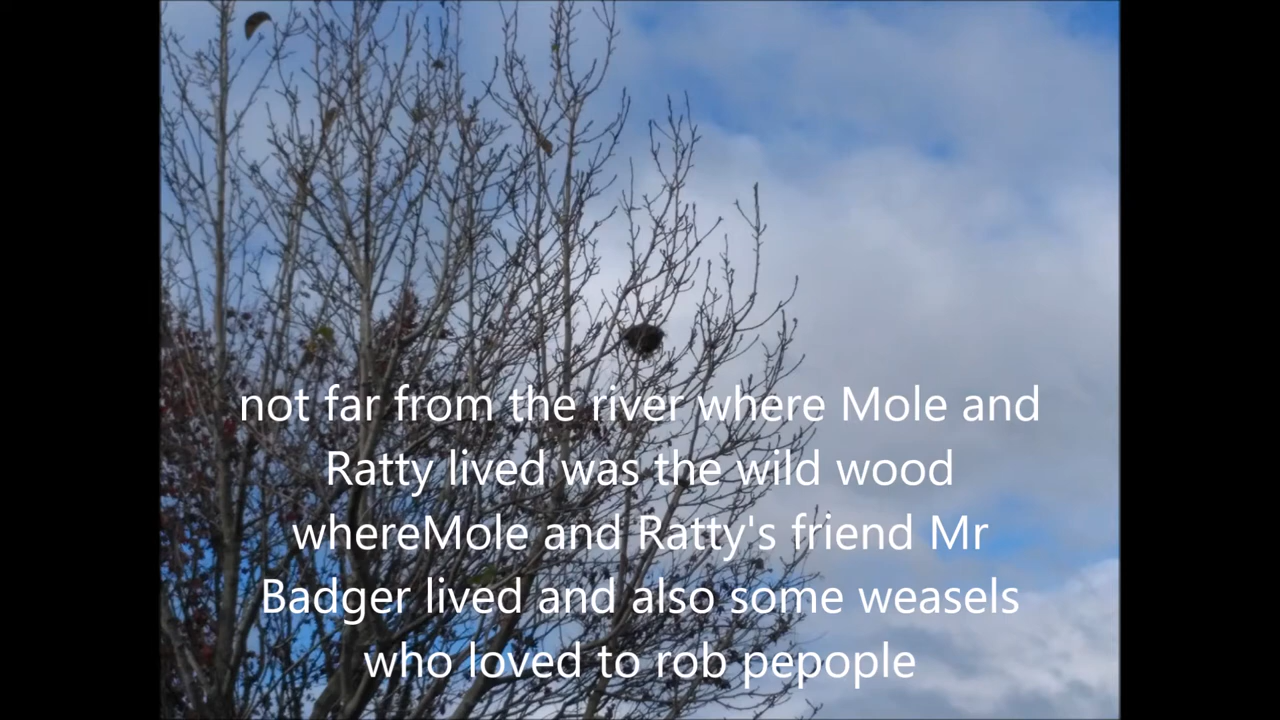 not far from the river where Mole and
Ratty lived was the wild wood
whereMole and Ratty's friend Mr
Badger lived and also some weasels
who loved to rob pepople